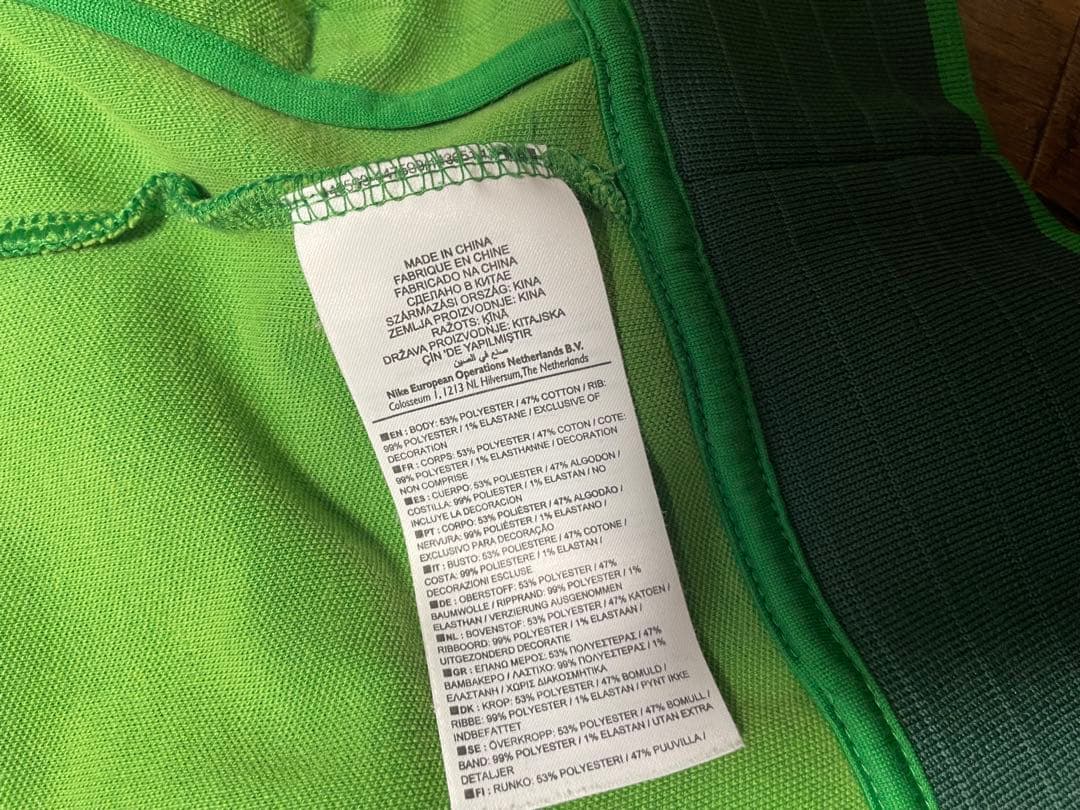 MADE IN CHINA
FABRIQUE EN CHINE
FABRICADO NA CHINA
СДЕЛАНО В КИТАЕ
SZÁRMAZÁSI ORSZÁG: KINA
ZEMLJA PROIZVODNJE: KINA
RAŽOTS: ĶĪNĀ
DRŽAVA PROIZVODNJE: KITAJSKA
ÇİN 'DE YAPILMIŞTIR
صنع في الصين
Nike European Operations Netherlands B.V.
Colosseum 1, 1213 NL Hilversum, The Netherlands
EN : BODY: 53% POLYESTER / 47% COTTON / RIB:
99% POLYESTER / 1% ELASTANE / EXCLUSIVE OF
DECORATION
FR : CORPS: 53% POLYESTER / 47% COTON / COTE:
99% POLYESTER / 1% ELASTHANNE / DECORATION
NON COMPRISE
ES : CUERPO: 53% POLIESTER / 47% ALGODON /
COSTILLA: 99% POLIESTER / 1% ELASTAN / NO
INCLUYE LA DECORACION
PT : CORPO: 53% POLIÉSTER / 47% ALGODÃO /
NERVURA: 99% POLIÉSTER / 1% ELASTANO /
EXCLUSIVO PARA DECORAÇÃO
IT : BUSTO: 53% POLIESTERE / 47% COTONE /
COSTA: 99% POLIESTERE / 1% ELASTAN /
DECORAZIONI ESCLUSE
DE : OBERSTOFF: 53% POLYESTER / 47%
BAUMWOLLE / RIPPRAND: 99% POLYESTER / 1%
ELASTHAN / VERZIERUNG AUSGENOMMEN
NL : BOVENSTOF: 53% POLYESTER / 47% KATOEN /
RIBBOORD: 99% POLYESTER / 1% ELASTAAN /
UITGEZONDERD DECORATIE
GR : ΕΠΑΝΩ ΜΕΡΟΣ: 53% ΠΟΛΥΕΣΤΕΡΑΣ / 47%
ΒΑΜΒΑΚΕΡΟ / ΛΑΣΤΙΧΟ: 99% ΠΟΛΥΕΣΤΕΡΑΣ / 1%
ΕΛΑΣΤΑΝΗ / ΧΩΡΙΣ ΔΙΑΚΟΣΜΗΤΙΚΑ
DK : KROP: 53% POLYESTER / 47% BOMULD /
RIBBE: 99% POLYESTER / 1% ELASTAN / PYNT IKKE
INDBEFATTET
SE : ÖVERKROPP: 53% POLYESTER / 47% BOMULL /
BAND: 99% POLYESTER / 1% ELASTAN / UTAN EXTRA
DETALJER
FI : RUNKO: 53% POLYESTERI / 47% PUUVILLA /